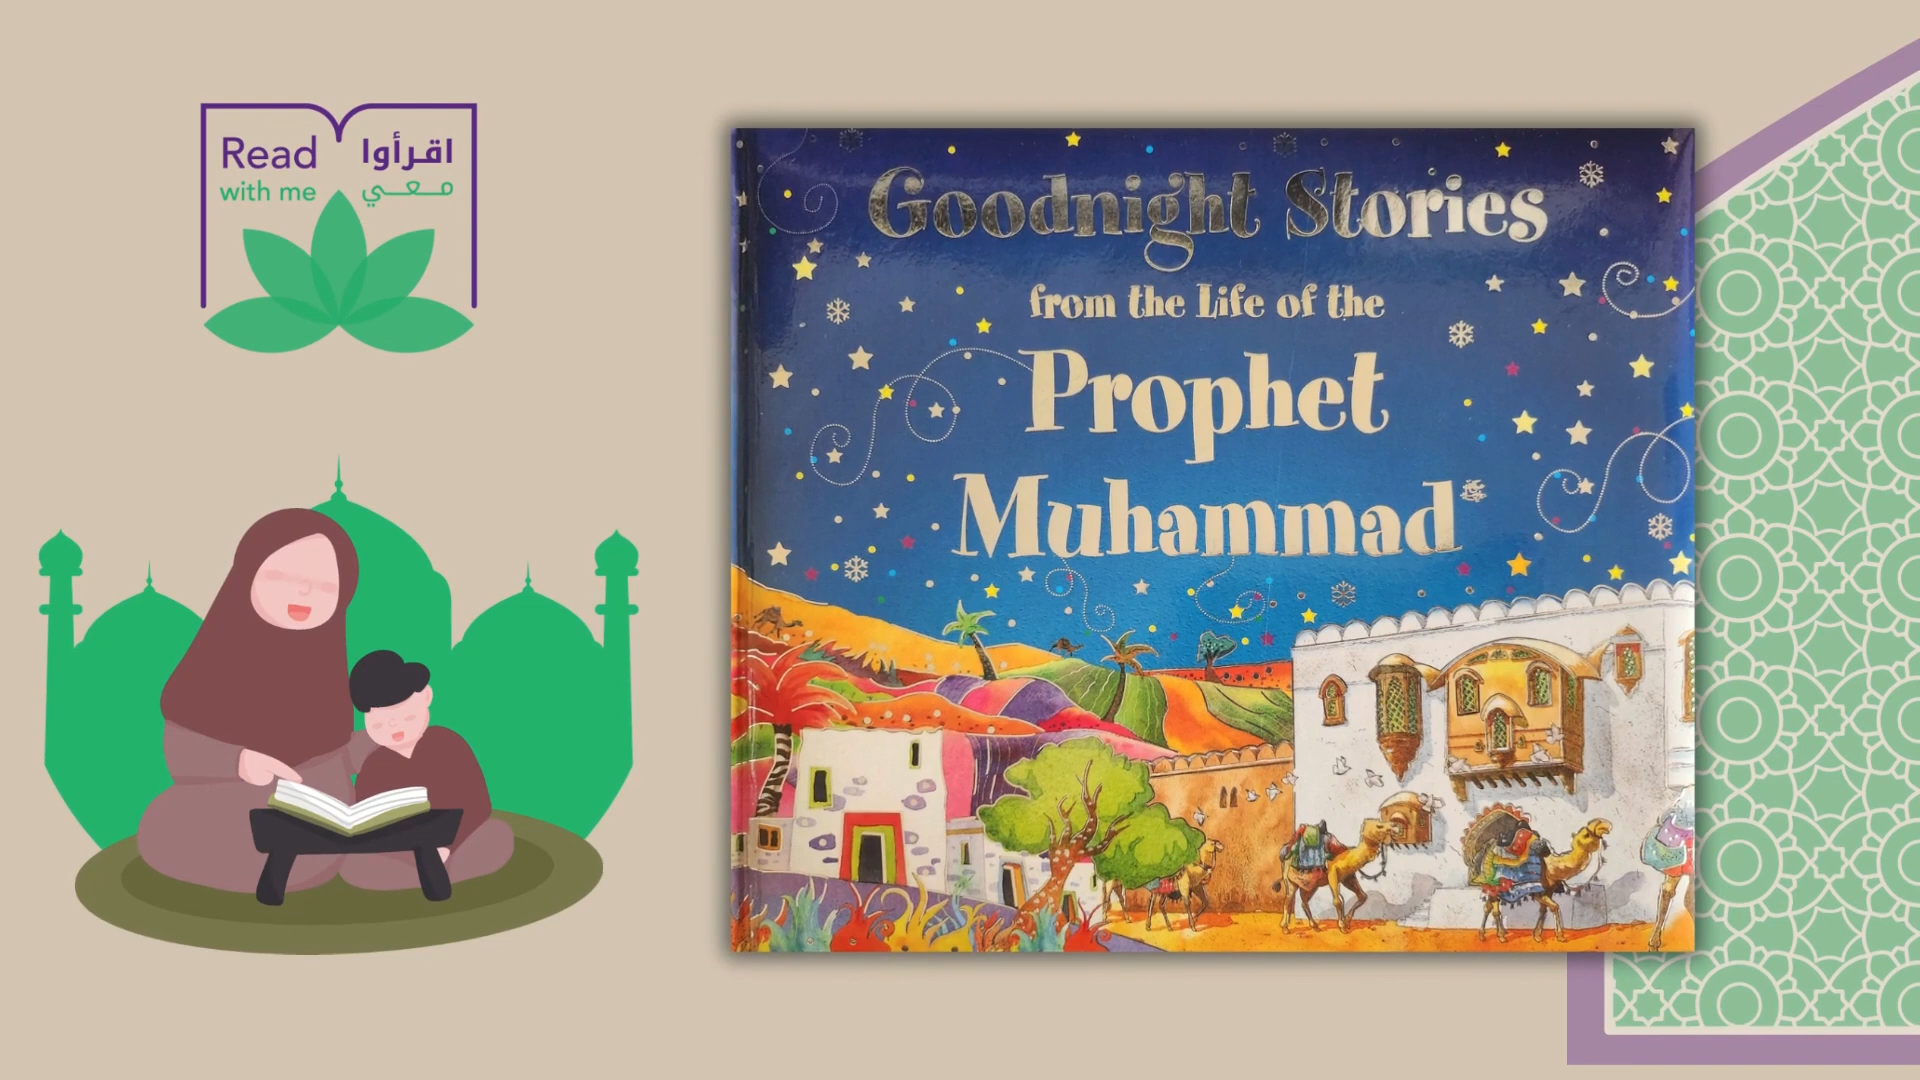 Read
with me
اقرأوا
معي
Goodnight Stories
from the Life of the
Prophet
Muhammad